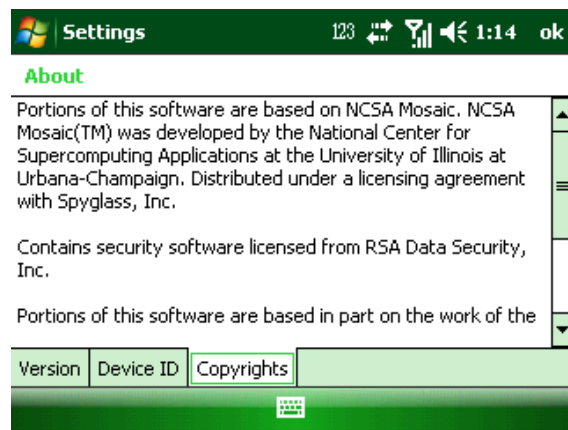 Settings 123 1:14 ok
About
Portions of this software are based on NCSA Mosaic. NCSA
Mosaic(TM) was developed by the National Center for
Supercomputing Applications at the University of Illinois at
Urbana-Champaign. Distributed under a licensing agreement
with Spyglass, Inc.
Contains security software licensed from RSA Data Security,
Inc.
Portions of this software are based in part on the work of the
Version Device ID Copyrights